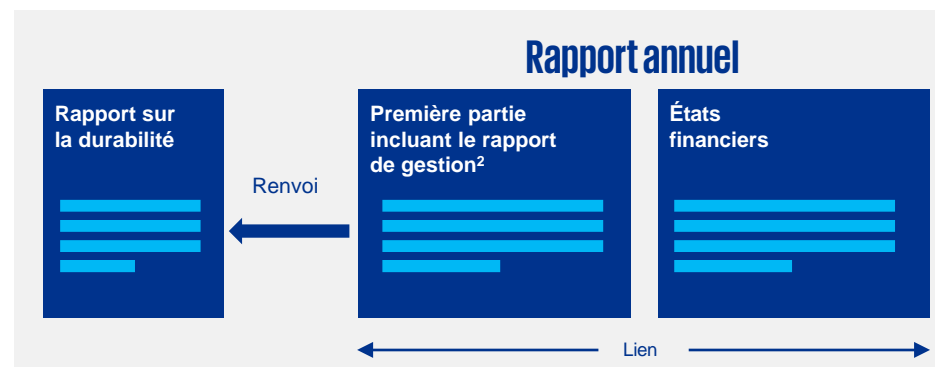 Rapport annuel
Rapport sur
la durabilité
Renvoi
Première partie
incluant le rapport
de gestion²
États
financiers
Lien